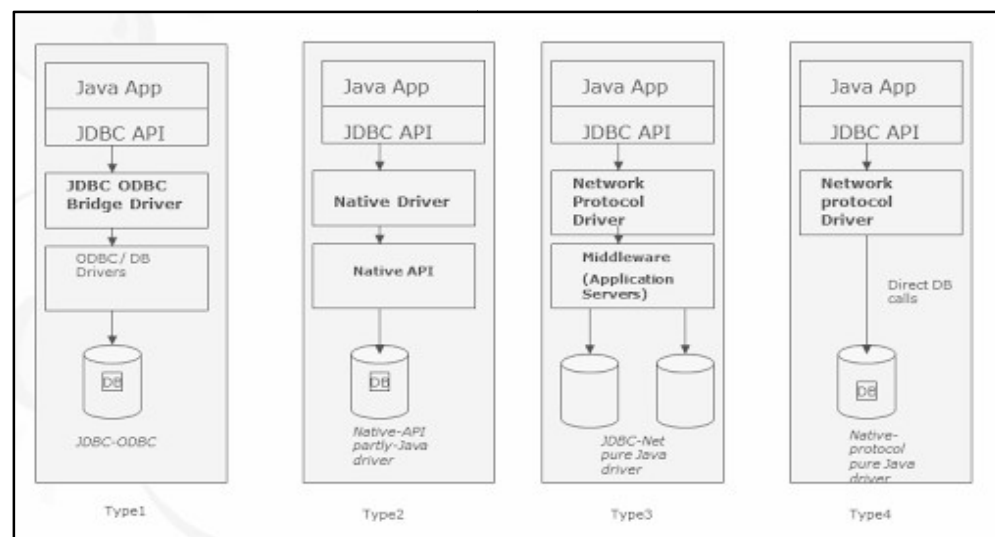 Java App
JDBC API
JDBC ODBC
Bridge Driver
ODBC/ DB
Drivers
DB
JDBC-ODBC
Type1
Java App
JDBC API
Native Driver
Native API
DB
Native-API
partly-Java
driver
Type2
Java App
JDBC API
Network
Protocol
Driver
Middleware
(Application
Servers)
JDBC-Net
pure Java
driver
Type3
Java App
JDBC API
Network
protocol
Driver
Direct DB
calls
DB
Native-
protocol
pure Java
driver
Type4